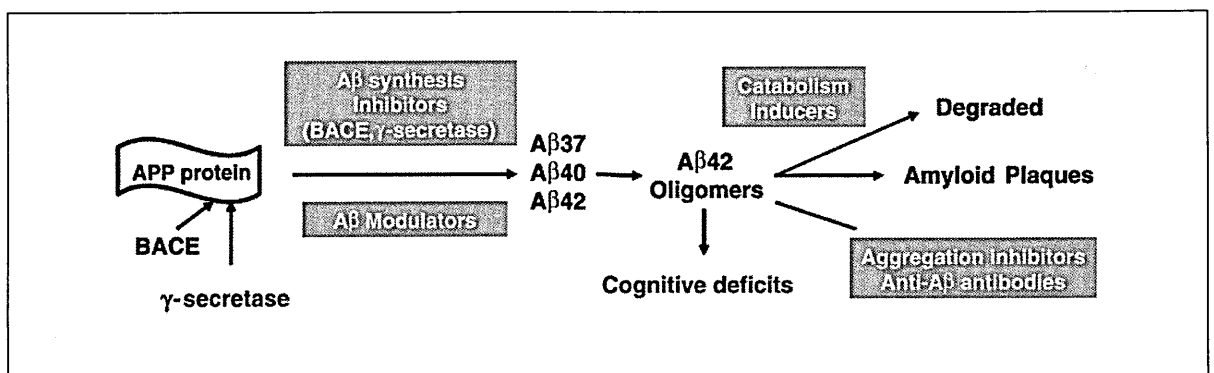 Aβ synthesis
Inhibitors
(BACE, γ-secretase)
APP protein
BACE
γ-secretase
Aβ Modulators
Aβ37
Aβ40
Aβ42
Aβ42
Oligomers
Cognitive deficits
Catabolism
Inducers
Degraded
Amyloid Plaques
Aggregation inhibitors
Anti-Aβ antibodies